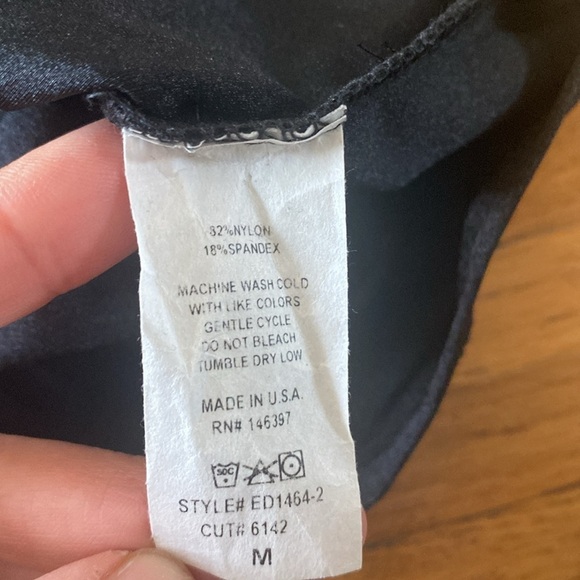 82%NYLON
18%SPANDEX
MACHINE WASH COLD
WITH LIKE COLORS
GENTLE CYCLE
DO NOT BLEACH
TUMBLE DRY LOW
MADE IN U.S.A.
RN# 146397
50C
STYLE# ED1464-2
CUT# 6142
M